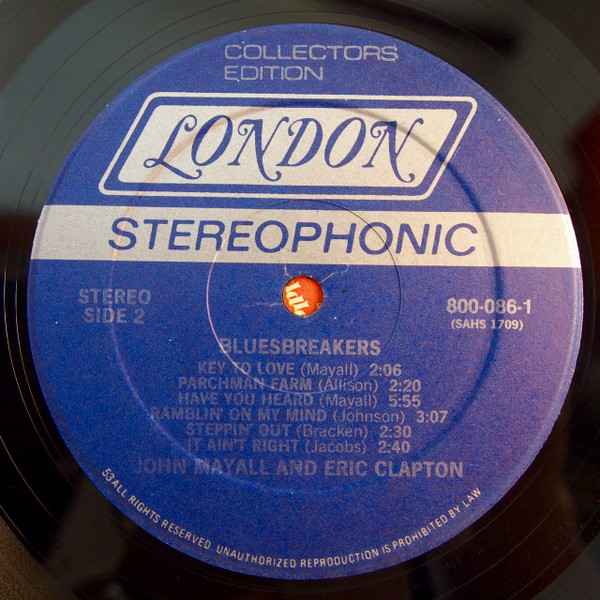 COLLECTORS
EDITION
LONDON
STEREOPHONIC
STEREO
SIDE 2
800-086-1
(SAHS 1709)
BLUESBREAKERS
KEY TO LOVE (Mayall) 2:06
PARCHMAN FARM (Allison) 2:20
HAVE YOU HEARD (Mayall) 5:55
RAMBLIN' ON MY MIND (Johnson) 3:07
STEPPIN' OUT (Bracken) 2:30
IT AIN'T RIGHT (Jacobs) 2:40
JOHN MAYALL AND ERIC CLAPTON
53 ALL RIGHTS RESERVED UNAUTHORIZED REPRODUCTION IS PROHIBITED BY LAW